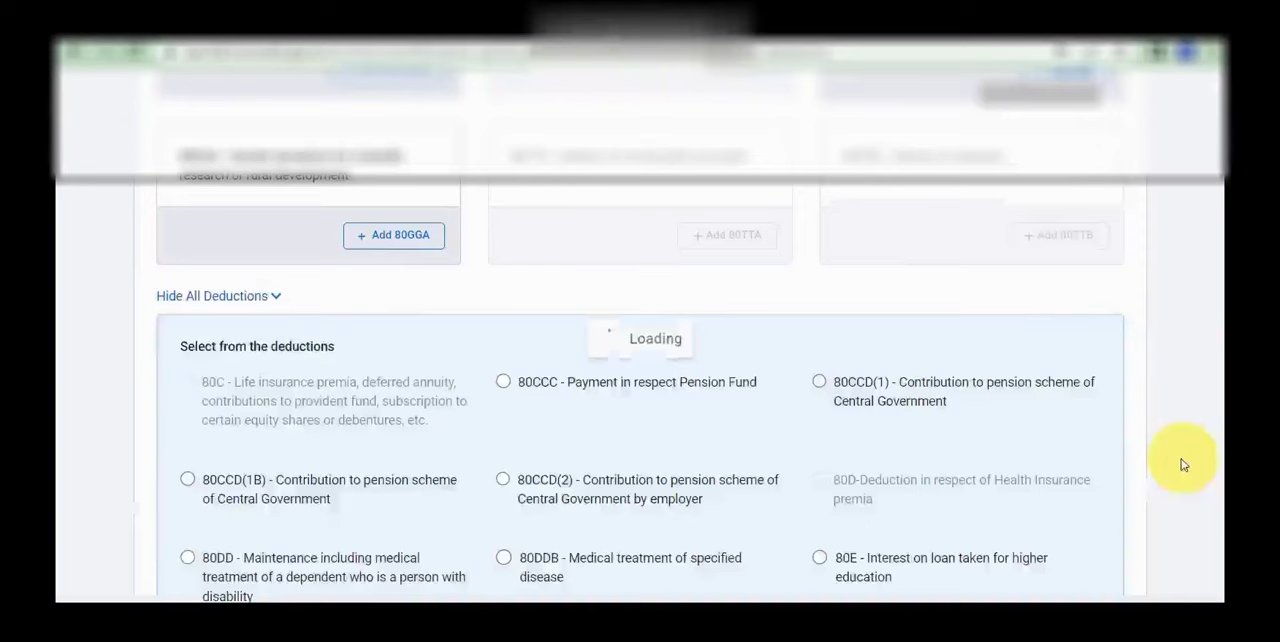 research or rural development
+ Add 80GGA
+ Add 80TTA
+ Add 80TTB
Hide All Deductions
Loading
Select from the deductions
80C - Life insurance premia, deferred annuity,
contributions to provident fund, subscription to
certain equity shares or debentures, etc.
80CCC - Payment in respect Pension Fund
80CCD(1) - Contribution to pension scheme of
Central Government
80CCD(1B) - Contribution to pension scheme
of Central Government
80CCD(2) - Contribution to pension scheme of
Central Government by employer
80D-Deduction in respect of Health Insurance
premia
80DD - Maintenance including medical
treatment of a dependent who is a person with
disability
80DDB - Medical treatment of specified
disease
80E - Interest on loan taken for higher
education